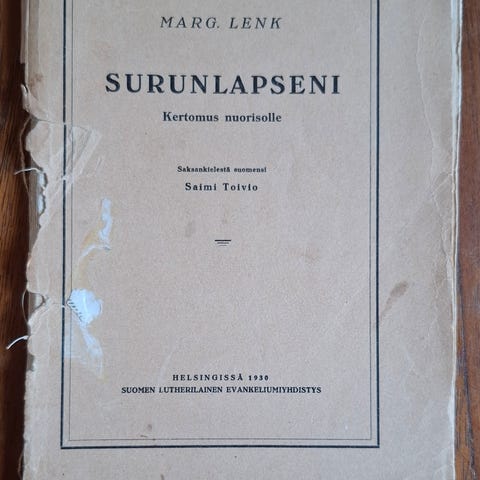 MARG. LENK
SURUNLAPSENI
Kertomus nuorisolle
Saksankielestä suomensi
Saimi Toivio
HELSINGISSÄ 1930
SUOMEN LUTHERILAINEN EVANKELIUMIYHDISTYS